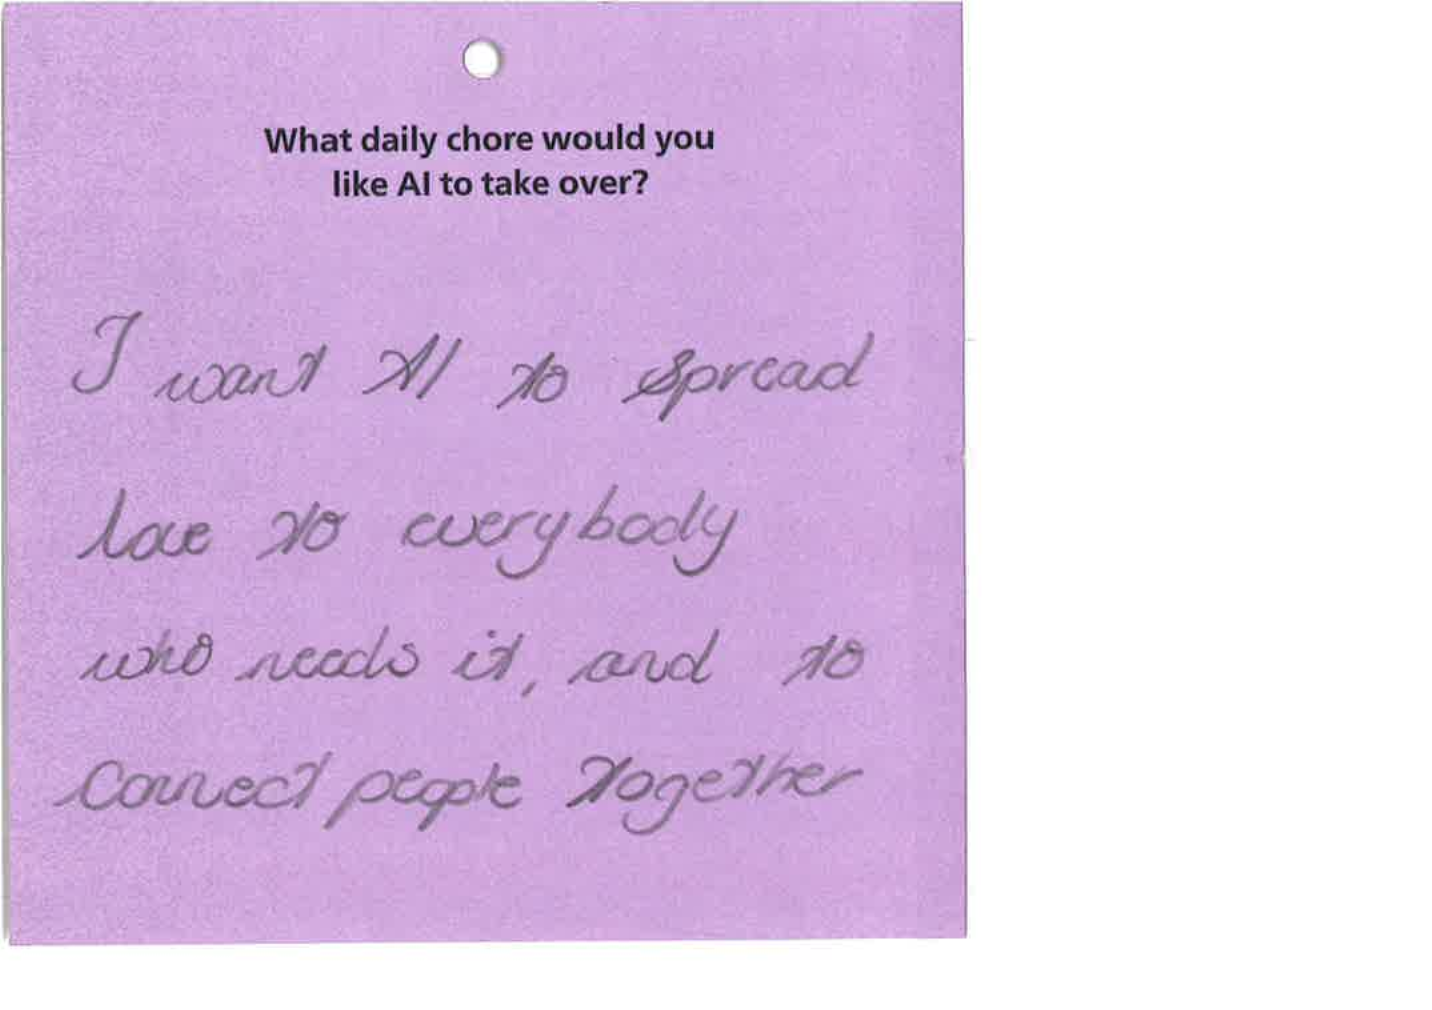 What daily chore would you
like AI to take over?
I want AI to spread
love to everybody
who needs it, and to
connect people together